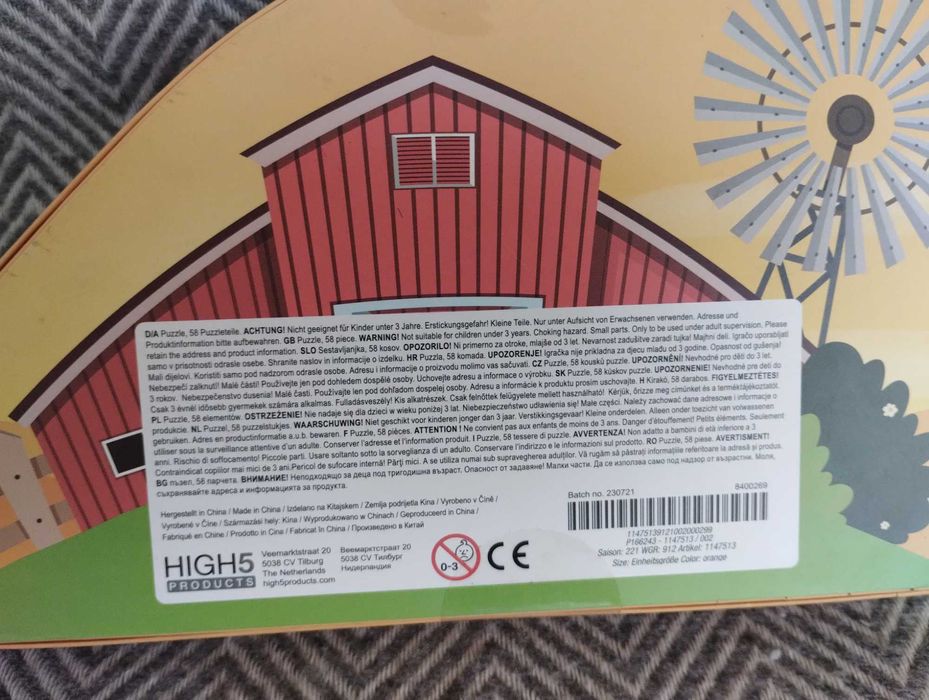 D/A Puzzle, 58 Puzzleteile. ACHTUNG! Nicht geeignet für Kinder unter 3 Jahre. Erstickungsgefahr! Kleine Teile. Nur unter Aufsicht von Erwachsenen verwenden. Adresse und
Produktinformation bitte aufbewahren. GB Puzzle, 58 piece. WARNING! Not suitable for children under 3 years. Choking hazard. Small parts. Only to be used under adult supervision. Please
retain the address and product information. SLO Sestavljanjka, 58 kosov. OPOZORILO! Ni primerno za otroke, mlajše od 3 let. Nevarnost zadušitve zaradi tujka! Majhni deli. Igračo uporabljati
samo v prisotnosti odrasle osebe. Shranite naslov in informacije o izdelku. HR Puzzla, 58 komada. UPOZORENJE! Igračka nije prikladna za djecu mlađu od 3 godine. Opasnost od gušenja!
Mali dijelovi. Koristiti samo pod nadzorom odrasle osobe. Adresu i informacije o proizvodu molimo vas sačuvati. CZ Puzzle, 58 kousků puzzle. UPOZORNĚNÍ! Nevhodné pro děti do 3 let.
Nebezpečí zalknutí! Malé části! Používejte jen pod dohledem dospělé osoby. Uchovejte adresu a informace o výrobku. SK Puzzle, 58 kúskov puzzle. UPOZORNENIE! Nevhodné pre deti do
3 rokov. Nebezpečenstvo dusenia! Malé časti! Používajte len pod dohľadom dospelej osoby. Adresu a informácie k produktu prosím uschovajte. H Kirakó, 58 darabos. FIGYELMEZTETÉS!
Csak 3 évnél idősebb gyermekek számára alkalmas. Fulladásveszély! Kis alkatrészek. Csak felnőttek felügyelete mellett használható! Kérjük, őrizze meg címünket és a terméktájékoztatót.
PL Puzzle, 58 elementów. OSTRZEŻENIE! Nie nadaje się dla dzieci w wieku poniżej 3 lat. Niebezpieczeństwo udławienia się! Małe części. Należy zachować dane adresowe i informacje o
produkcie. NL Puzzel, 58 puzzelstukjes. WAARSCHUWING! Niet geschikt voor kinderen jonger dan 3 jaar. Verstikkingsgevaar! Kleine onderdelen. Alleen onder toezicht van volwassenen
gebruiken. Adres en productinformatie a.u.b. bewaren. F Puzzle, 58 pièces. ATTENTION ! Ne convient pas aux enfants de moins de 3 ans. Danger d'étouffement! Petits éléments. Seulement
utiliser sous la surveillance attentive d'un adulte. Conserver l'adresse et l'information produit. I Puzzle, 58 tessere di puzzle. AVVERTENZA! Non adatto a bambini di età inferiore a 3
anni. Rischio di soffocamento! Piccole parti. Usare soltanto sotto la sorveglianza di un adulto. Conservare l'indirizzo e le informazioni sul prodotto. RO Puzzle, 58 piese. AVERTISMENT!
Contraindicat copiilor mai mici de 3 ani.Pericol de sufocare internă! Părţi mici. A se utiliza numai sub supravegherea adulţilor. Vă rugăm să păstraţi informaţiile referitoare la adresă şi produs.
BG пъзел, 58 парчета. ВНИМАНИЕ! Неподходящо за деца под тригодишна възраст. Опасност от задавяне! Малки части. Да се използва само под надзор от възрастни. Моля,
съхранявайте адреса и информацията за продукта.
Hergestellt in China / Made in China / Izdelano na Kitajskem / Zemlja podrijetla Kina / Vyrobeno v Číně /
Vyrobené v Číne / Származási hely: Kína / Wyprodukowano w Chinach / Geproduceerd in China /
Fabriqué en Chine / Prodotto in Cina / Fabricat în China / Произведено в Китай
Batch no. 230721
8400269
11475139121002000299
P166243 - 1147513 / 002
Saison: 221 WGR: 912 Artikel: 1147513
Size: Einheitsgröße Color: orange
HIGH5
PRODUCTS
Veemarktstraat 20
5038 CV Tilburg
The Netherlands
high5products.com
Веемарктстраат 20
5038 CV Тилбург
Нидерландия
0-3
CE